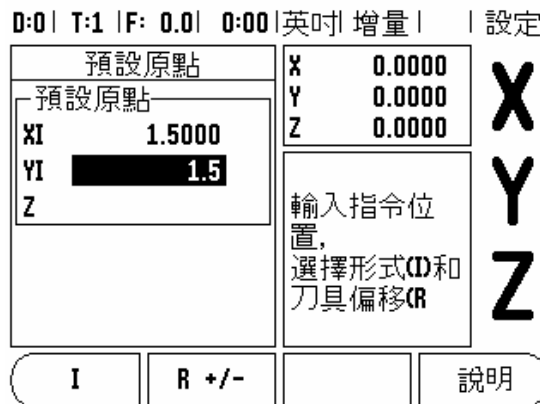 D:0 | T:1 | F: 0.0 | 0:00 | 英吋 | 增量 | | 設定
預設原點
預設原點
XI 1.5000
YI 1.5
Z
X 0.0000
Y 0.0000
Z 0.0000
輸入指令位
置,
選擇形式(I)和
刀具偏移(R
X
Y
Z
I
R +/-
說明